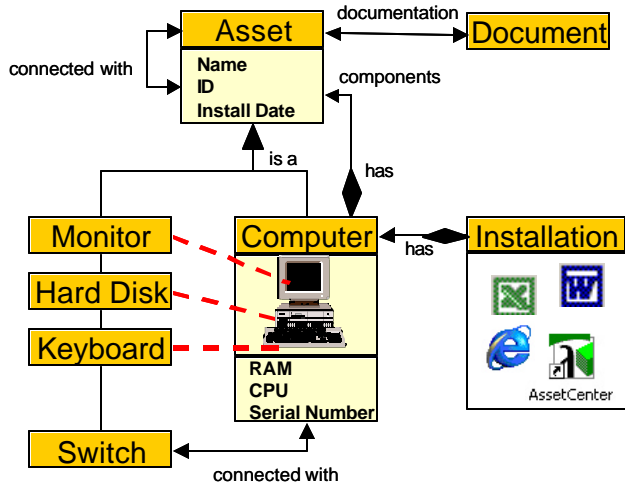 Asset
documentation
Document
connected with
Name
ID
Install Date
components
is a
has
Monitor
Computer
has
Installation
Hard Disk
Keyboard
RAM
CPU
Serial Number
AssetCenter
Switch
connected with